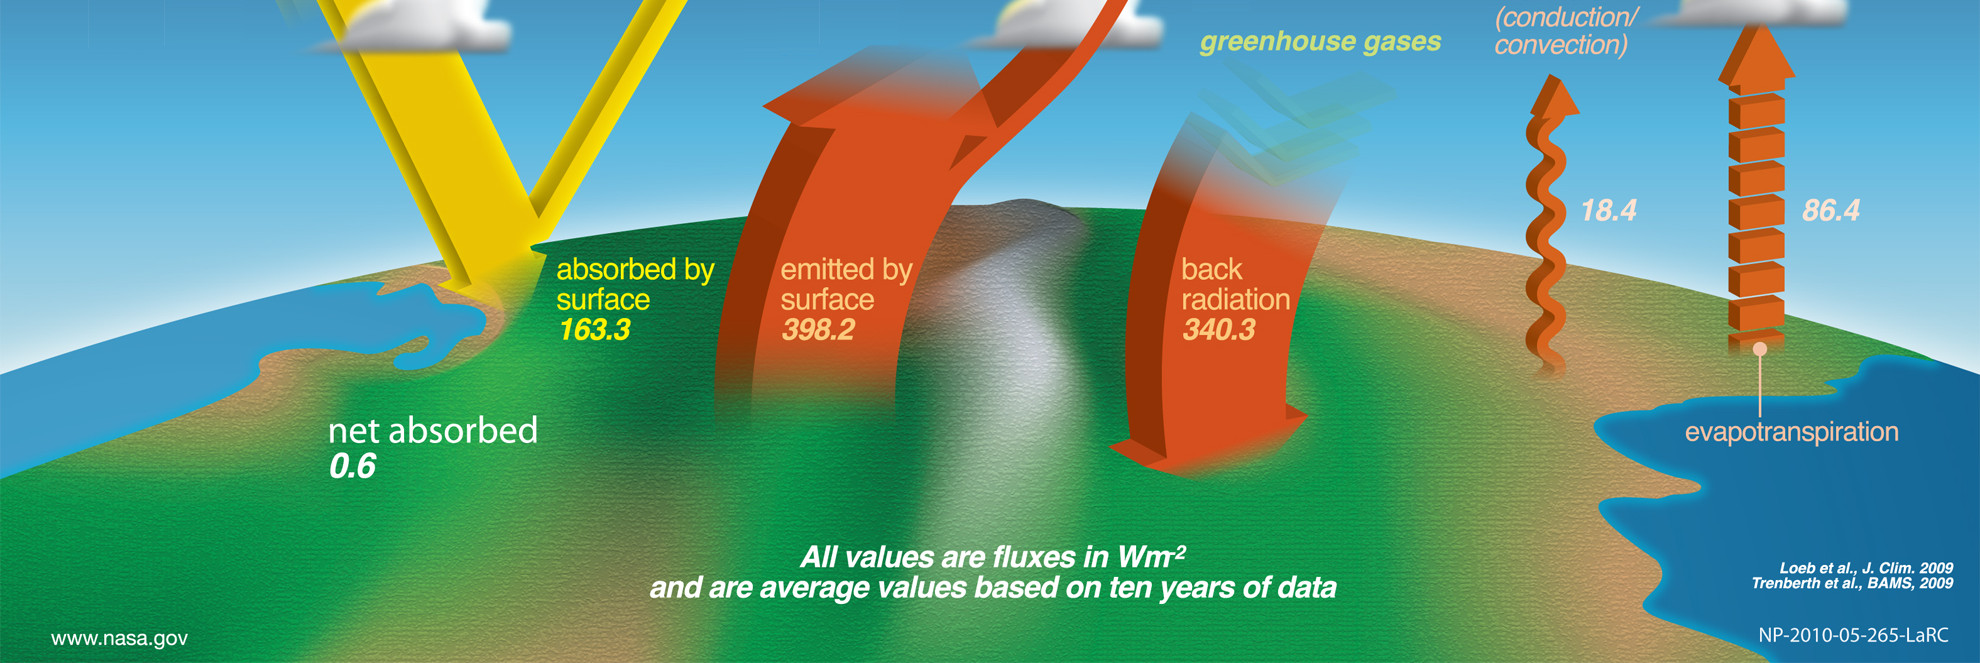 (conduction/
convection)
greenhouse gases
18.4
86.4
absorbed by
surface
163.3
emitted by
surface
398.2
back
radiation
340.3
net absorbed
0.6
evapotranspiration
All values are fluxes in Wm-2
and are average values based on ten years of data
Loeb et al., J. Clim. 2009
Trenberth et al., BAMS, 2009
www.nasa.gov
NP-2010-05-265-LaRC